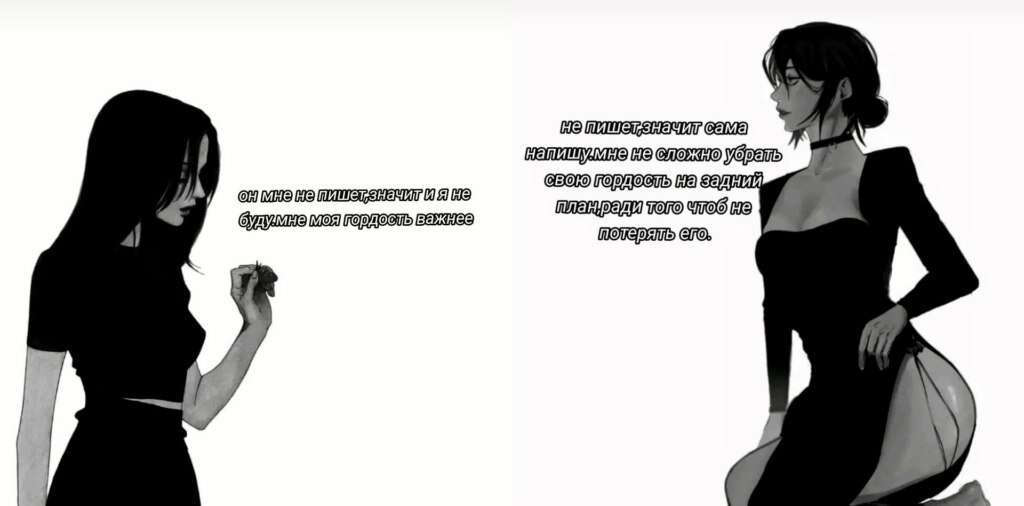 он мне не пишет,значит и я не
буду.мне моя гордость важнее
не пишет,значит сама
напишу.мне не сложно убрать
свою гордость на задний
план,ради того чтоб не
потерять его.